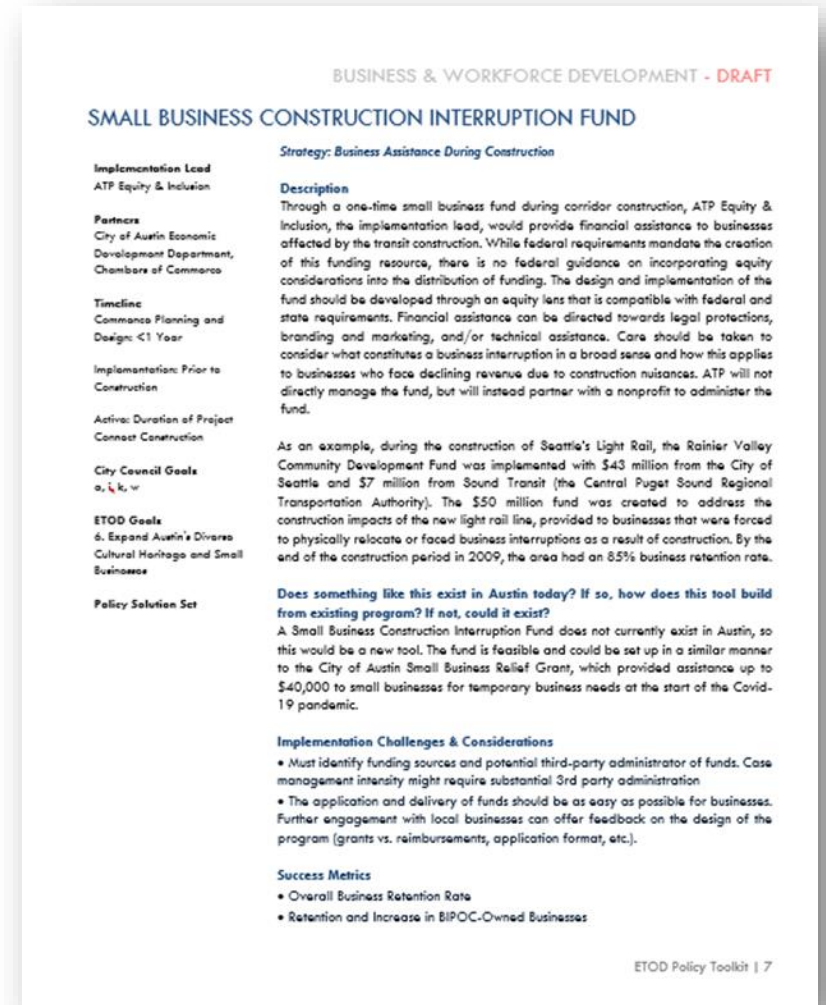 BUSINESS & WORKFORCE DEVELOPMENT - DRAFT
SMALL BUSINESS CONSTRUCTION INTERRUPTION FUND
Implementation Lead
ATP Equity & Inclusion
Partners
City of Austin Economic
Development Department,
Chambers of Commerce
Timeline
Commence Planning and
Design: <1 Year
Implementation: Prior to
Construction
Active: Duration of Project
Connect Construction
City Council Goals
a, i, k, w
ETOD Goals
6. Expand Austin's Diverse
Cultural Heritage and Small
Businesses
Policy Solution Set
Strategy: Business Assistance During Construction
Description
Through a one-time small business fund during corridor construction, ATP Equity &
Inclusion, the implementation lead, would provide financial assistance to businesses
affected by the transit construction. While federal requirements mandate the creation
of this funding resource, there is no federal guidance on incorporating equity
considerations into the distribution of funding. The design and implementation of the
fund should be developed through an equity lens that is compatible with federal and
state requirements. Financial assistance can be directed towards legal protections,
branding and marketing, and/or technical assistance. Care should be taken to
consider what constitutes a business interruption in a broad sense and how this applies
to businesses who face declining revenue due to construction nuisances. ATP will not
directly manage the fund, but will instead partner with a nonprofit to administer the
fund.
As an example, during the construction of Seattle's Light Rail, the Rainier Valley
Community Development Fund was implemented with $43 million from the City of
Seattle and $7 million from Sound Transit (the Central Puget Sound Regional
Transportation Authority). The $50 million fund was created to address the
construction impacts of the new light rail line, provided to businesses that were forced
to physically relocate or faced business interruptions as a result of construction. By the
end of the construction period in 2009, the area had an 85% business retention rate.
Does something like this exist in Austin today? If so, how does this tool build
from existing program? If not, could it exist?
A Small Business Construction Interruption Fund does not currently exist in Austin, so
this would be a new tool. The fund is feasible and could be set up in a similar manner
to the City of Austin Small Business Relief Grant, which provided assistance up to
$40,000 to small businesses for temporary business needs at the start of the Covid-
19 pandemic.
Implementation Challenges & Considerations
• Must identify funding sources and potential third-party administrator of funds. Case
management intensity might require substantial 3rd party administration
• The application and delivery of funds should be as easy as possible for businesses.
Further engagement with local businesses can offer feedback on the design of the
program (grants vs. reimbursements, application format, etc.).
Success Metrics
• Overall Business Retention Rate
• Retention and Increase in BIPOC-Owned Businesses
ETOD Policy Toolkit | 7